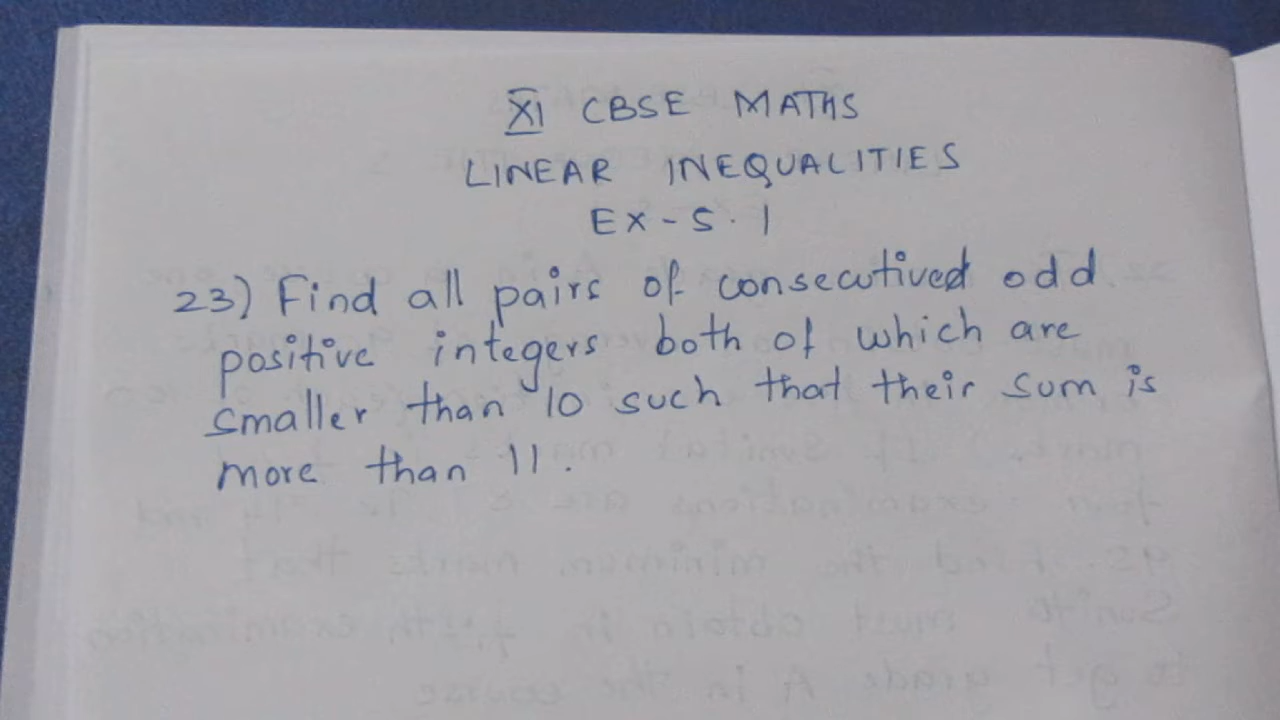 XI CBSE MATHS
LINEAR INEQUALITIES
EX-5.1
23) Find all pairs of consecutived odd
positive integers both of which are
smaller than 10 such that their sum is
more than 11.